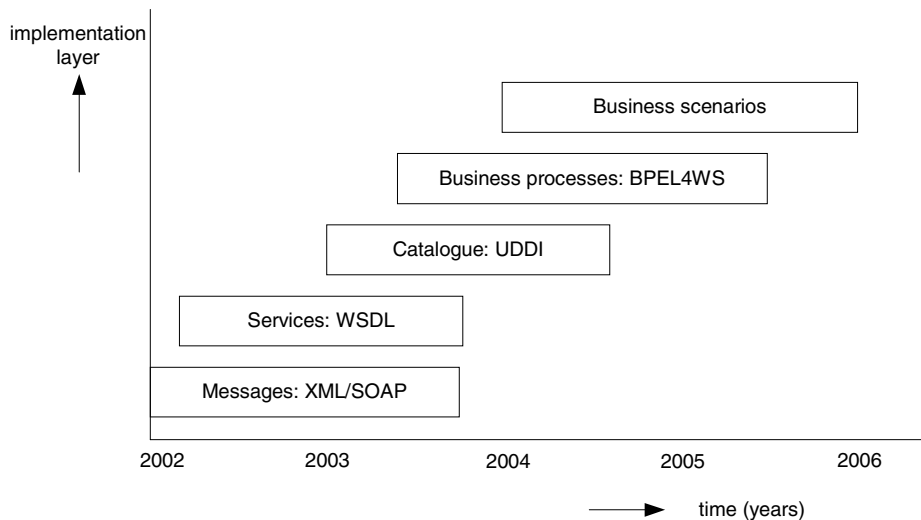 implementation
layer
Business scenarios
Business processes: BPEL4WS
Catalogue: UDDI
Services: WSDL
Messages: XML/SOAP
2002 2003 2004 2005 2006
time (years)